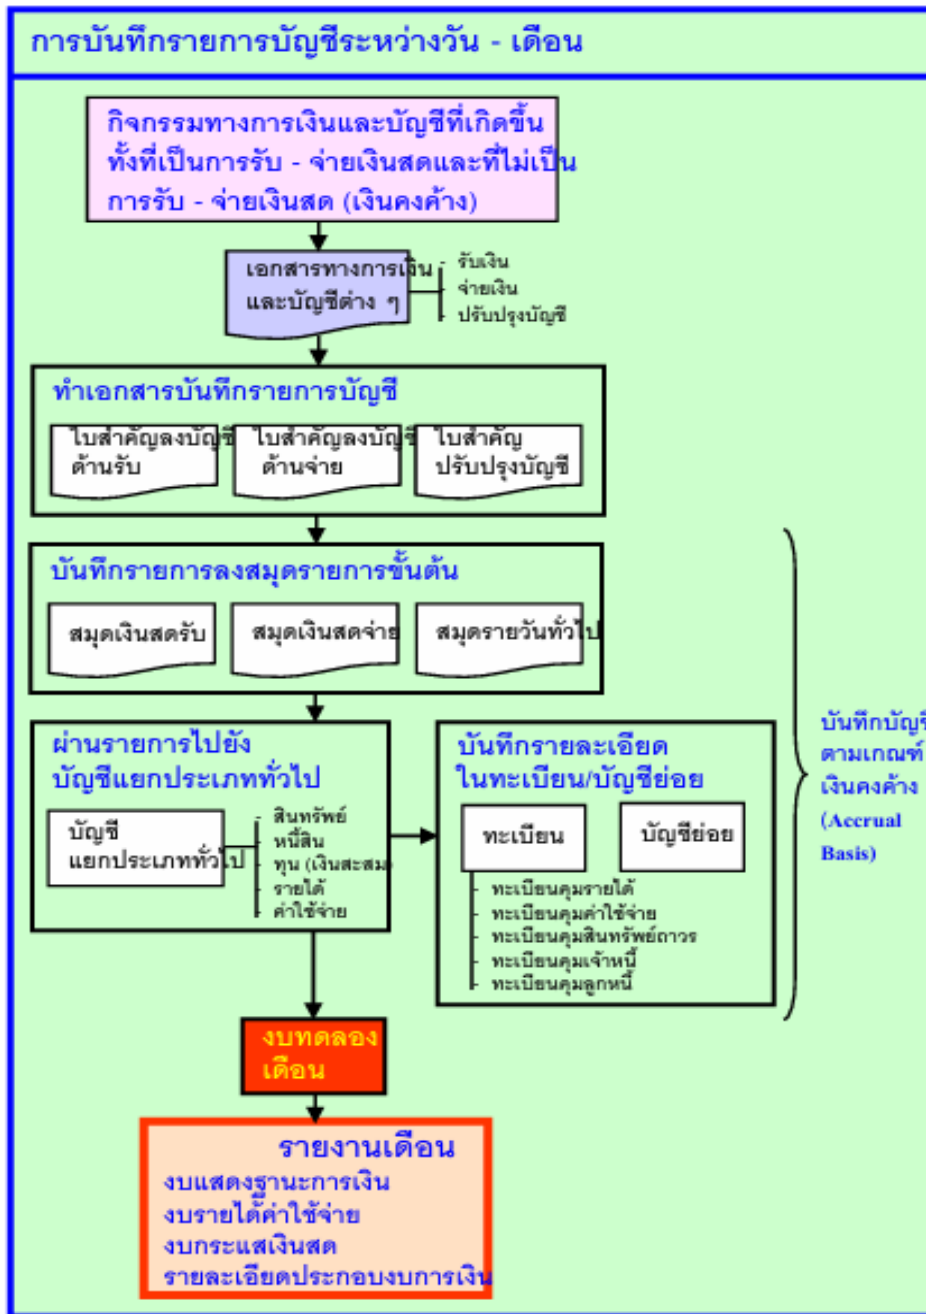 การบันทึกรายการบัญชีระหว่างวัน - เดือน
กิจกรรมทางการเงินและบัญชีที่เกิดขึ้น
ทั้งที่เป็นการรับ - จ่ายเงินสดและที่ไม่เป็น
การรับ - จ่ายเงินสด (เงินคงค้าง)
เอกสารทางการเงิน
และบัญชีต่าง ๆ
- รับเงิน
- จ่ายเงิน
- ปรับปรุงบัญชี
ทำเอกสารบันทึกรายการบัญชี
ใบสำคัญลงบัญชี
ด้านรับ
ใบสำคัญลงบัญชี
ด้านจ่าย
ใบสำคัญ
ปรับปรุงบัญชี
บันทึกรายการลงสมุดรายการขั้นต้น
สมุดเงินสดรับ
สมุดเงินสดจ่าย
สมุดรายวันทั่วไป
ผ่านรายการไปยัง
บัญชีแยกประเภททั่วไป
บัญชี
แยกประเภททั่วไป
- สินทรัพย์
- หนี้สิน
- ทุน (เงินสะสม)
- รายได้
- ค่าใช้จ่าย
บันทึกรายละเอียด
ในทะเบียน/บัญชีย่อย
ทะเบียน
บัญชีย่อย
- ทะเบียนคุมรายได้
- ทะเบียนคุมค่าใช้จ่าย
- ทะเบียนคุมสินทรัพย์ถาวร
- ทะเบียนคุมเจ้าหนี้
- ทะเบียนคุมลูกหนี้
บันทึกบัญชี
ตามเกณฑ์
เงินคงค้าง
(Accrual
Basis)
งบทดลอง
เดือน
รายงานเดือน
งบแสดงฐานะการเงิน
งบรายได้ค่าใช้จ่าย
งบกระแสเงินสด
รายละเอียดประกอบงบการเงิน